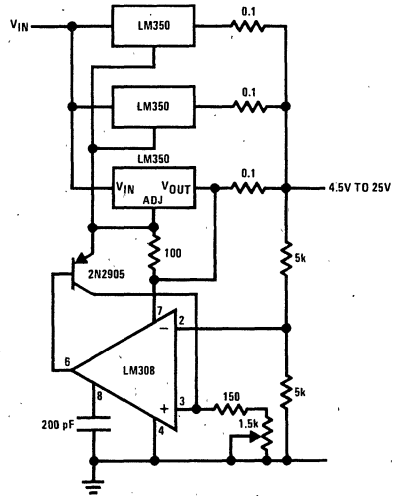 LM350
0.1
VIN
LM350
0.1
LM350
0.1
VIN VOUT
ADJ
4.5V TO 25V
100
5k
2N2905
7
2
6
LM308
8
3
150
5k
1.5k
200 pF
4